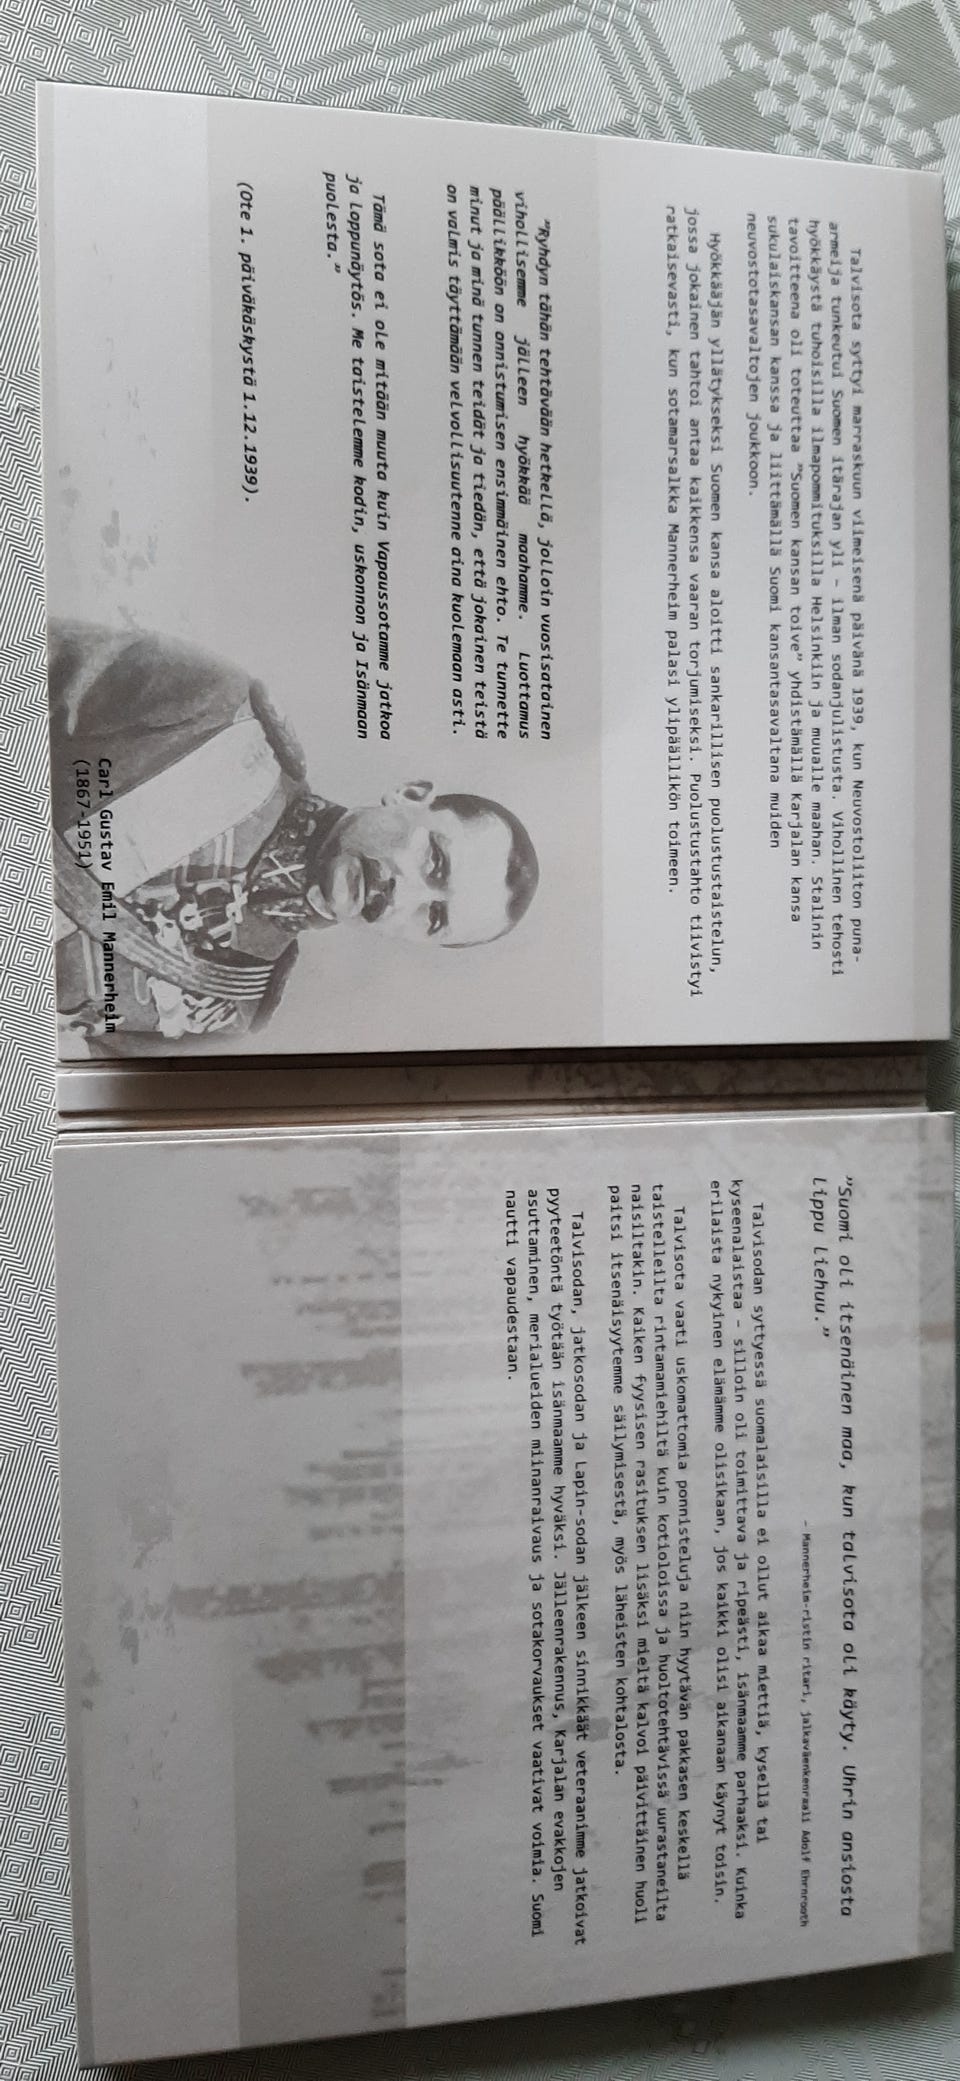 Talvisota syttyi marraskuun viimeisenä päivänä 1939, kun Neuvostoliiton puna-
armeija tunkeutui Suomen itärajan yli – ilman sodanjulistusta. Vihollinen tehosti
hyökkäystä tuhoisilla ilmapommituksilla Helsinkiin ja muualle maahan. Stalinin
tavoitteena oli toteuttaa "Suomen kansan toive" yhdistämällä Karjalan kansa
sukulaiskansan kanssa ja liittämällä Suomi kansantasavaltana muiden
neuvostotasavaltojen joukkoon.
Hyökkääjän yllätykseksi Suomen kansa aloitti sankarillisen puolustustaistelun,
jossa jokainen tahtoi antaa kaikkensa vaaran torjumiseksi. Puolustustahto tiivistyi
ratkaisevasti, kun sotamarsalkka Mannerheim palasi ylipäällikön toimeen.
"Ryhdyn tähän tehtävään hetkellä, jolloin vuosisatainen
vihollisemme jälleen hyökkää maahamme. Luottamus
päällikköön on onnistumisen ensimmäinen ehto. Te tunnette
minut ja minä tunnen teidät ja tiedän, että jokainen teistä
on valmis täyttämään velvollisuutenne aina kuolemaan asti.
Tämä sota ei ole mitään muuta kuin Vapaussotamme jatkoa
ja loppunäytös. Me taistelemme kodin, uskonnon ja Isänmaan
puolesta."
(Ote 1. päiväkäskystä 1.12.1939).
Carl Gustav Emil Mannerheim
(1867-1951)
"Suomi oli itsenäinen maa, kun talvisota oli käyty. Uhrin ansiosta
lippu liehuu."
– Mannerheim-ristin ritari, jalkaväenkenraali Adolf Ehrnrooth
Talvisodan syttyessä suomalaisilla ei ollut aikaa miettiä, kysellä tai
kyseenalaistaa – silloin oli toimittava ja ripeästi, isänmaamme parhaaksi. Kuinka
erilaista nykyinen elämämme olisikaan, jos kaikki olisi aikanaan käynyt toisin.
Talvisota vaati uskomattomia ponnisteluja niin hyytävän pakkasen keskellä
taistelleilta rintamamiehiltä kuin kotioloissa ja huoltotehtävissä uurastaneilta
naisiltakin. Kaiken fyysisen rasituksen lisäksi mieltä kalvoi päivittäinen huoli
paitsi itsenäisyytemme säilymisestä, myös läheisten kohtalosta.
Talvisodan, jatkosodan ja Lapin-sodan jälkeen sinnikkäät veteraanimme jatkoivat
pyyteetöntä työtään isänmaamme hyväksi. Jälleenrakennus, Karjalan evakkojen
asuttaminen, merialueiden miinanraivaus ja sotakorvaukset vaativat voimia. Suomi
nautti vapaudestaan.